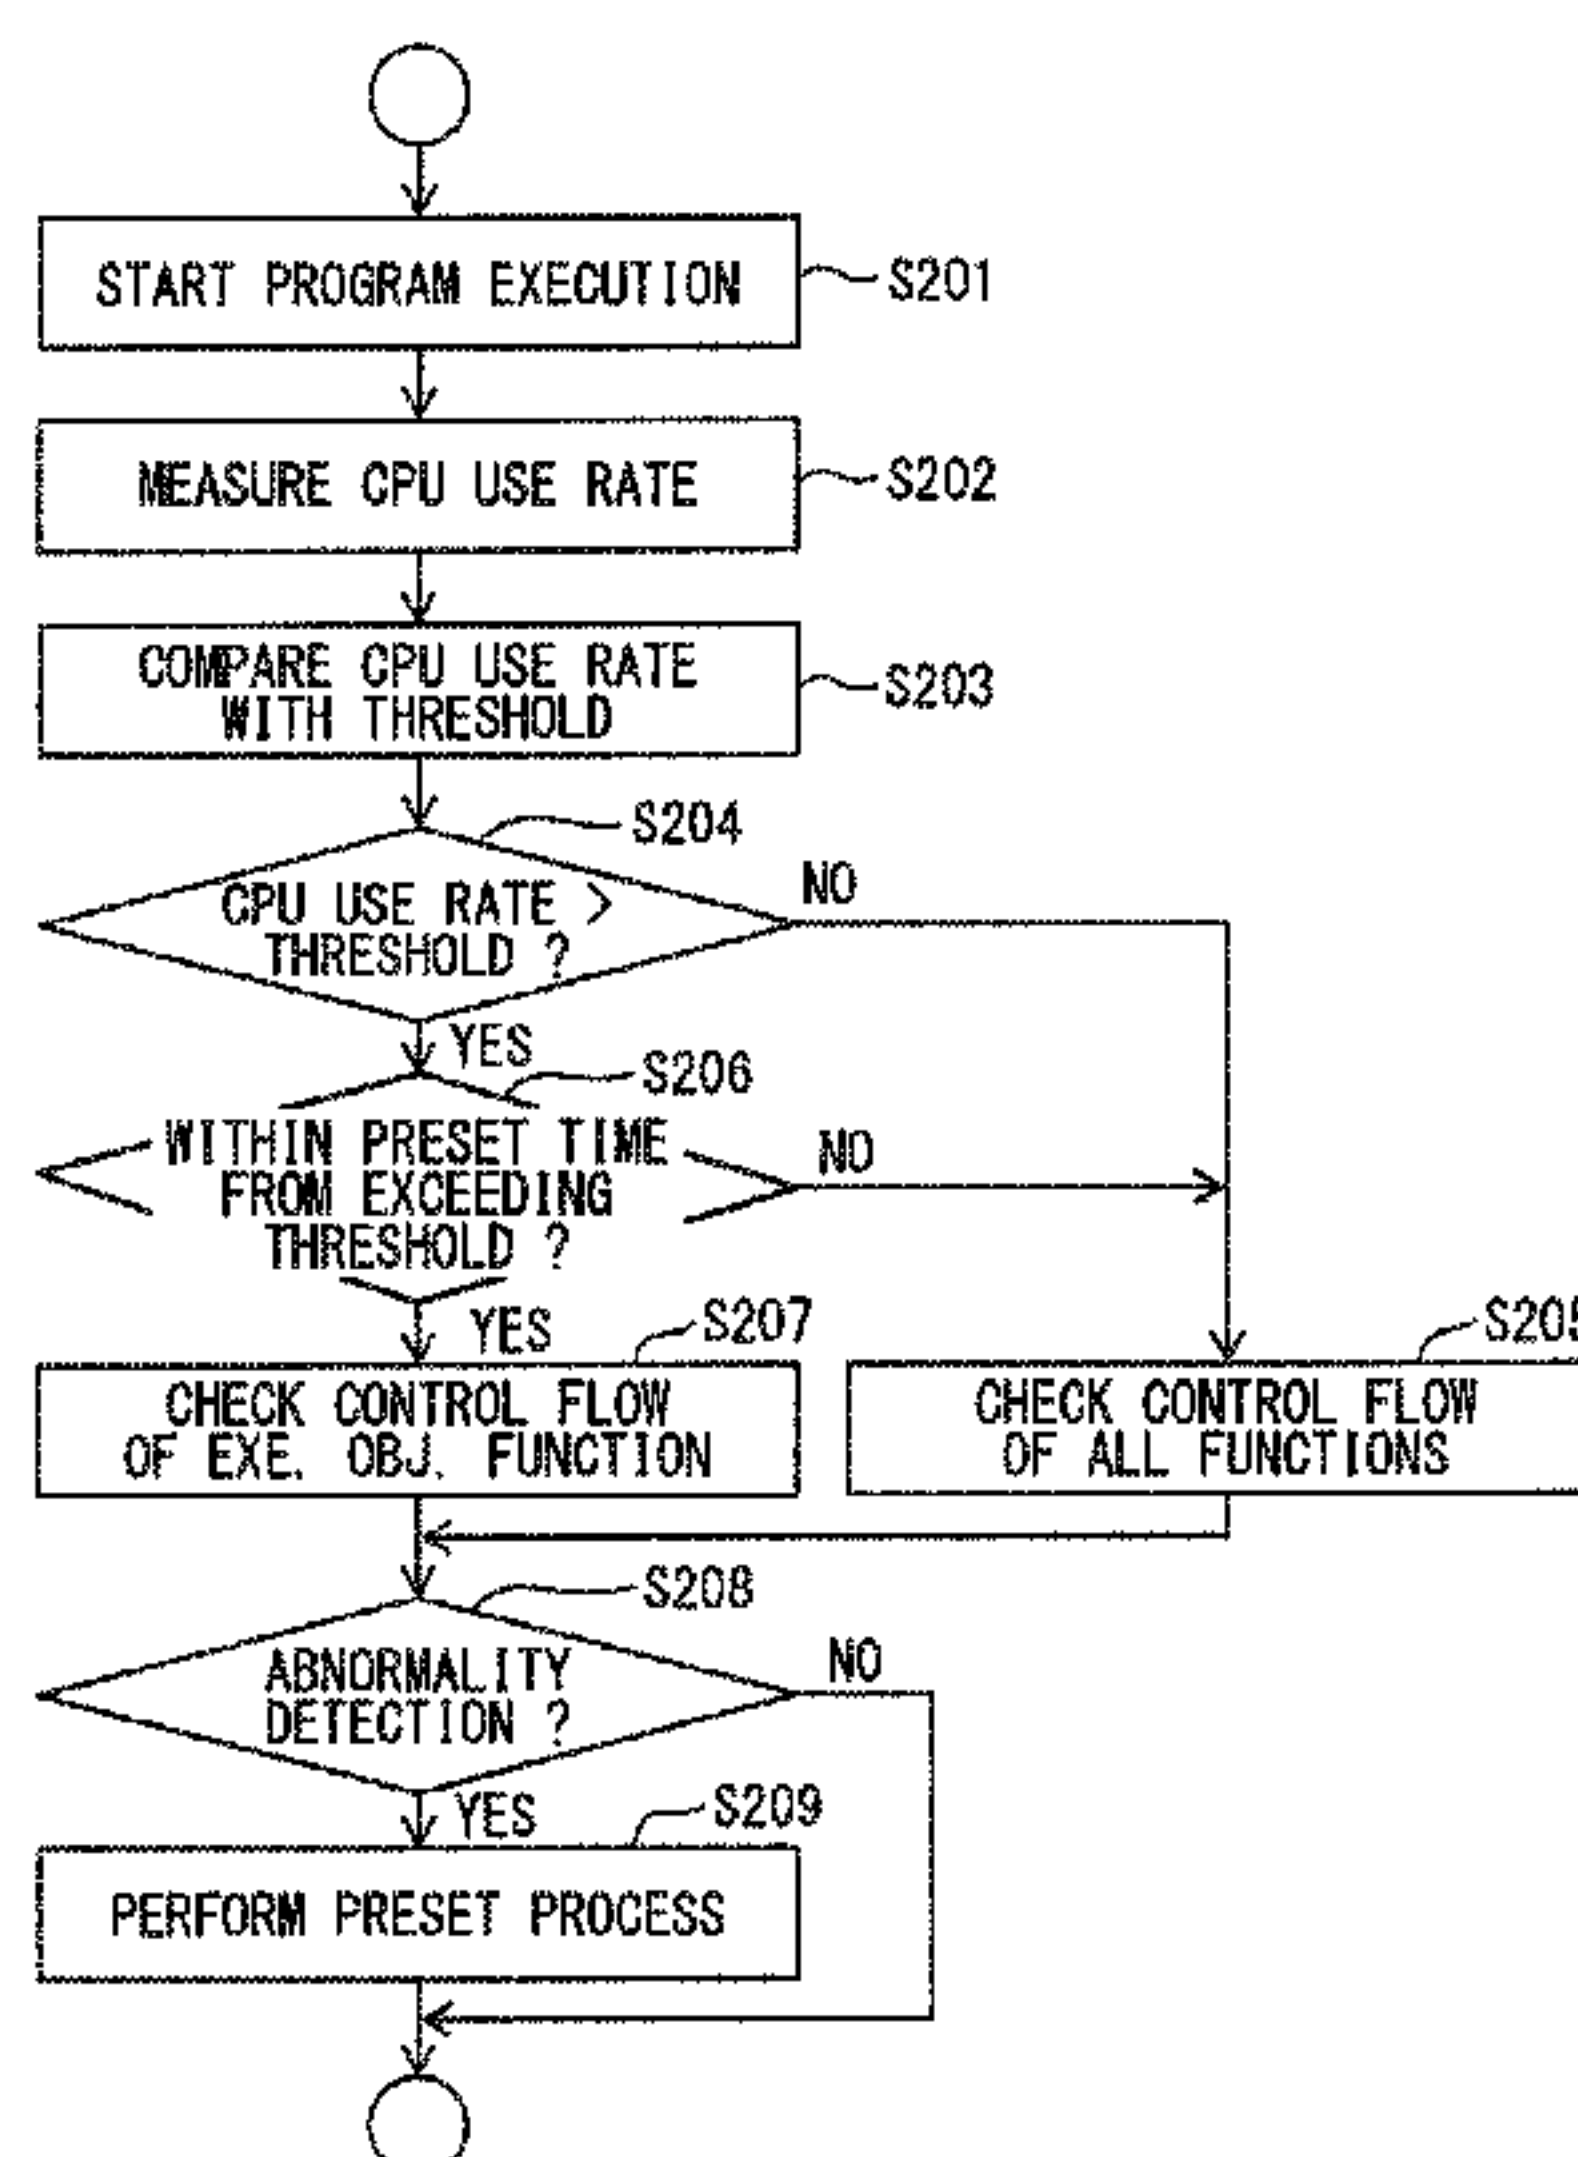 START PROGRAM EXECUTION
S201
MEASURE CPU USE RATE
S202
COMPARE CPU USE RATE
WITH THRESHOLD
S203
S204
CPU USE RATE >
THRESHOLD ?
NO
YES
S206
WITHIN PRESET TIME
FROM EXCEEDING
THRESHOLD ?
NO
YES
S207
CHECK CONTROL FLOW
OF EXE. OBJ. FUNCTION
S205
CHECK CONTROL FLOW
OF ALL FUNCTIONS
S208
ABNORMALITY
DETECTION ?
NO
YES
S209
PERFORM PRESET PROCESS